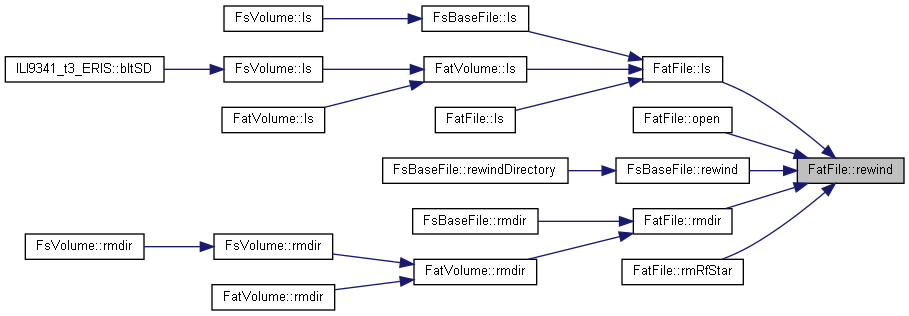 FsVolume::ls
FsBaseFile::ls
ILI9341_t3_ERIS::bltSD
FsVolume::ls
FatVolume::ls
FatFile::ls
FatVolume::ls
FatFile::ls
FatFile::open
FsBaseFile::rewindDirectory
FsBaseFile::rewind
FatFile::rewind
FsBaseFile::rmdir
FatFile::rmdir
FsVolume::rmdir
FsVolume::rmdir
FatVolume::rmdir
FatFile::rmRfStar
FatVolume::rmdir